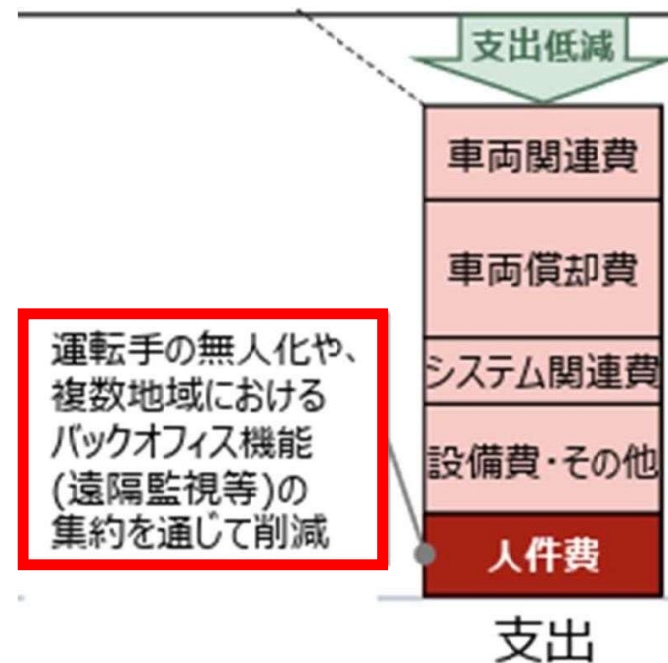 支出低減
車両関連費
車両償却費
システム関連費
設備費・その他
人件費
支出
運転手の無人化や、
複数地域における
バックオフィス機能
(遠隔監視等)の
集約を通じて削減